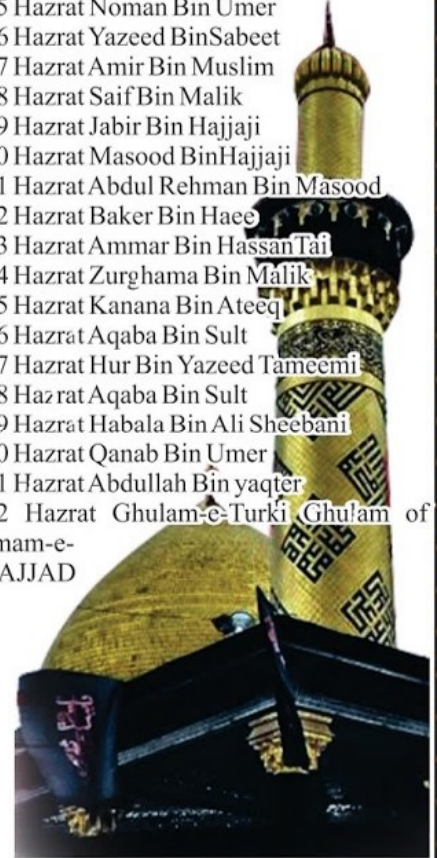 5 Hazrat Noman Bin Umer
6 Hazrat Yazeed BinSabeet
7 Hazrat Amir Bin Muslim
8 Hazrat Saif Bin Malik
9 Hazrat Jabir Bin Hajjaji
0 Hazrat Masood BinHajjaji
1 Hazrat Abdul Rehman Bin Masood
2 Hazrat Baker Bin Haee
3 Hazrat Ammar Bin HassanTai
4 Hazrat Zurghama Bin Malik
5 Hazrat Kanana Bin Ateeq
6 Hazrat Aqaba Bin Sult
7 Hazrat Hur Bin Yazeed Tameemi
8 Hazrat Aqaba Bin Sult
9 Hazrat Habala Bin Ali Sheebani
0 Hazrat Qanab Bin Umer
1 Hazrat Abdullah Bin yaqter
2 Hazrat Ghulam-e-Turki Ghulam of
mam-e-
AJJAD